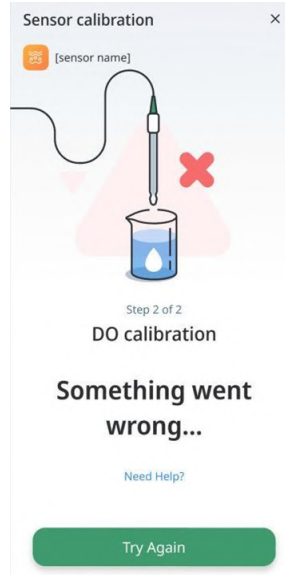 Sensor calibration
[sensor name]
Step 2 of 2
DO calibration
Something went
wrong...
Need Help?
Try Again